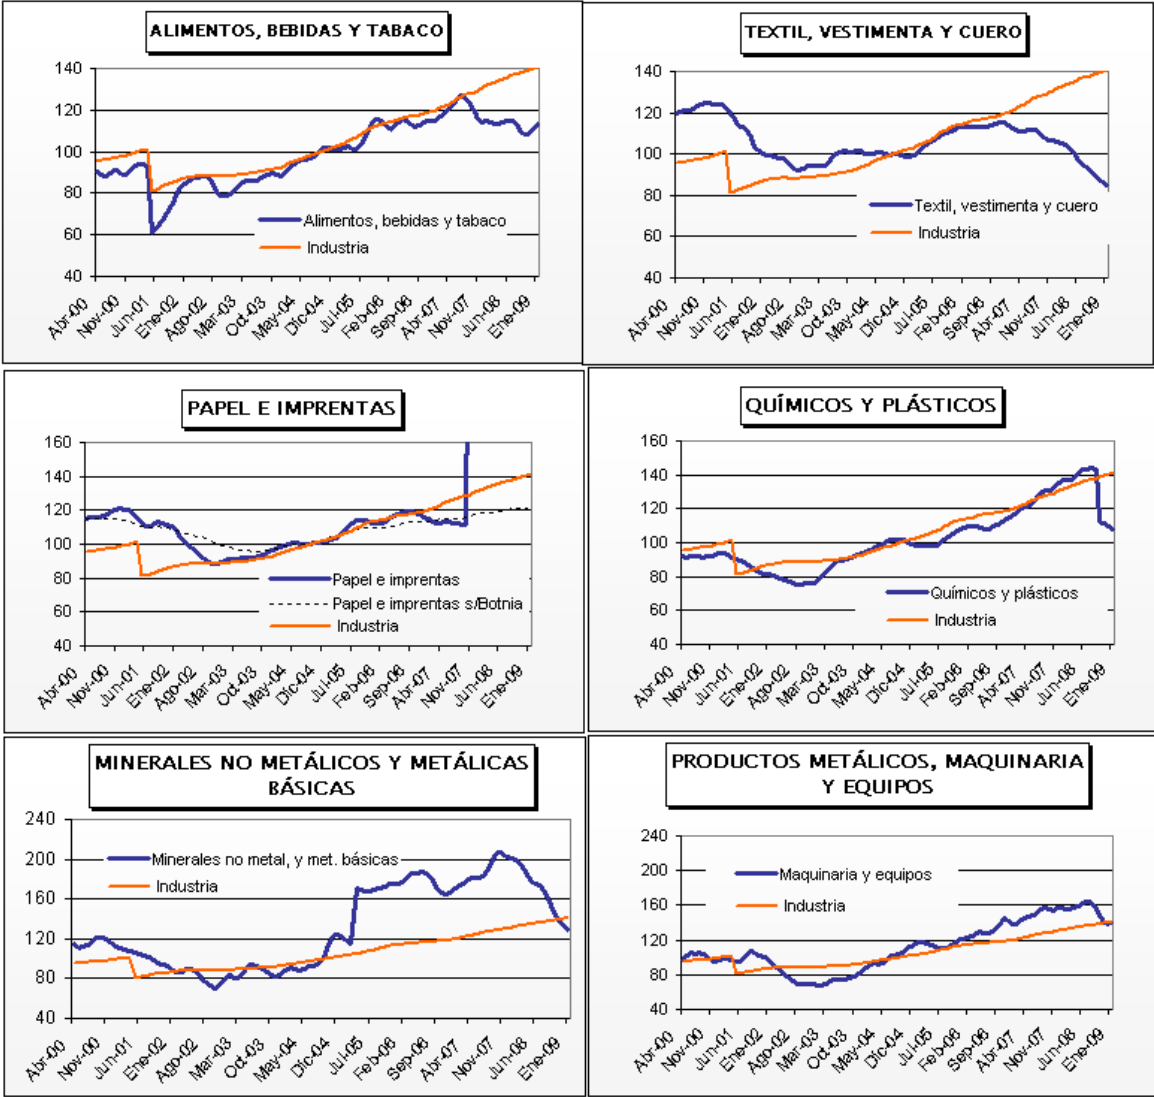 ALIMENTOS, BEBIDAS Y TABACO
140
120
100
80
60
40
Alimentos, bebidas y tabaco
Industria
Abr-00 Nov-00 Jun-01 Ene-02 Ago-02 Mar-03 Oct-03 May-04 Dic-04 Jul-05 Feb-06 Sep-06 Abr-07 Nov-07 Jun-08 Ene-09
TEXTIL, VESTIMENTA Y CUERO
140
120
100
80
60
40
Textil, vestimenta y cuero
Industria
Abr-00 Nov-00 Jun-01 Ene-02 Ago-02 Mar-03 Oct-03 May-04 Dic-04 Jul-05 Feb-06 Sep-06 Abr-07 Nov-07 Jun-08 Ene-09
PAPEL E IMPRENTAS
160
140
120
100
80
60
40
Papel e imprentas
Papel e imprentas s/Botnia
Industria
Abr-00 Nov-00 Jun-01 Ene-02 Ago-02 Mar-03 Oct-03 May-04 Dic-04 Jul-05 Feb-06 Sep-06 Abr-07 Nov-07 Jun-08 Ene-09
QUÍMICOS Y PLÁSTICOS
160
140
120
100
80
60
40
Químicos y plásticos
Industria
Abr-00 Nov-00 Jun-01 Ene-02 Ago-02 Mar-03 Oct-03 May-04 Dic-04 Jul-05 Feb-06 Sep-06 Abr-07 Nov-07 Jun-08 Ene-09
MINERALES NO METÁLICOS Y METÁLICAS
BÁSICAS
240
200
160
120
80
40
Minerales no metal, y met. básicas
Industria
Abr-00 Nov-00 Jun-01 Ene-02 Ago-02 Mar-03 Oct-03 May-04 Dic-04 Jul-05 Feb-06 Sep-06 Abr-07 Nov-07 Jun-08 Ene-09
PRODUCTOS METÁLICOS, MAQUINARIA
Y EQUIPOS
240
200
160
120
80
40
Maquinaria y equipos
Industria
Abr-00 Nov-00 Jun-01 Ene-02 Ago-02 Mar-03 Oct-03 May-04 Dic-04 Jul-05 Feb-06 Sep-06 Abr-07 Nov-07 Jun-08 Ene-09